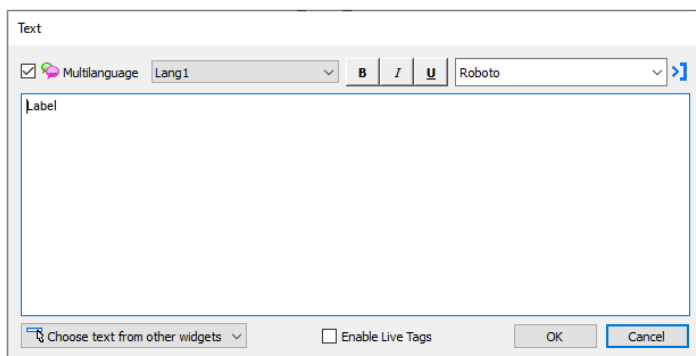 Text
Multilanguage Lang1 B I U Roboto
Label
Choose text from other widgets Enable Live Tags OK Cancel